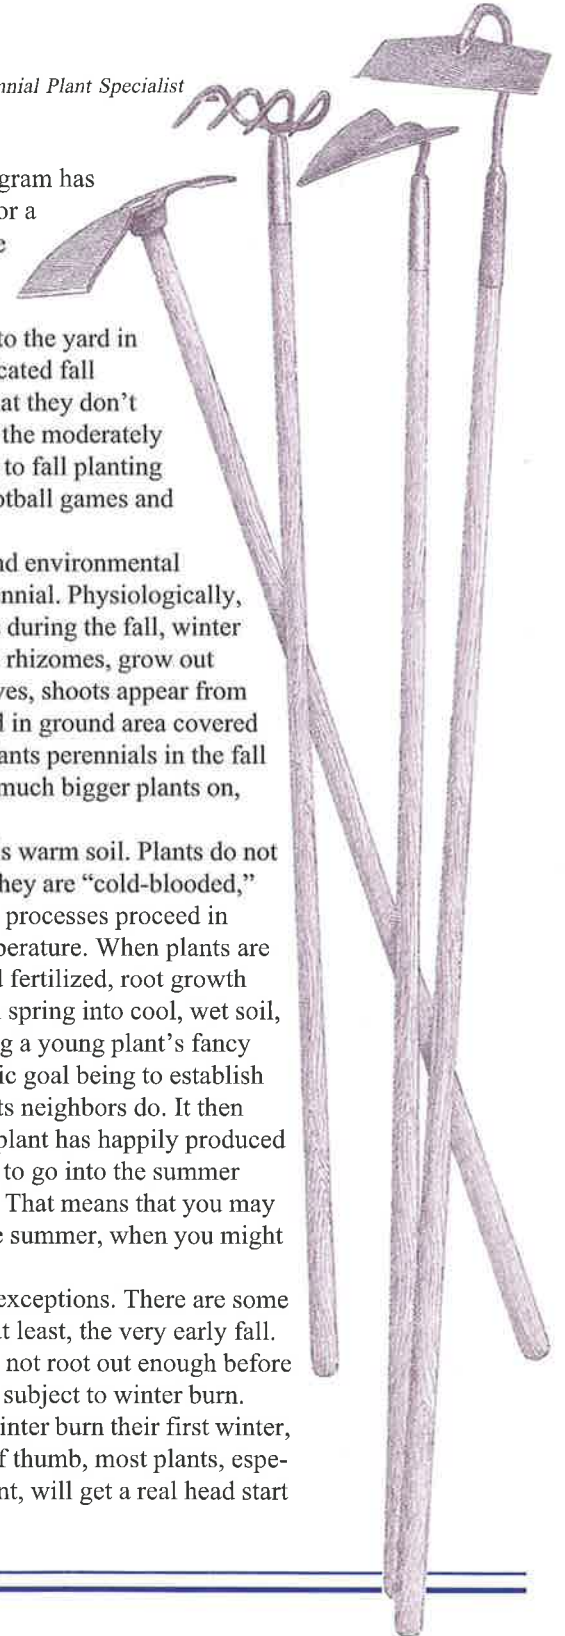 nnial Plant Specialist
gram has
or a
e
to the yard in
cated fall
at they don't
the moderately
to fall planting
otball games and
nd environmental
nnial. Physiologically,
during the fall, winter
rhizomes, grow out
ves, shoots appear from
d in ground area covered
ants perennials in the fall
much bigger plants on,
s warm soil. Plants do not
hey are “cold-blooded,”
processes proceed in
perature. When plants are
d fertilized, root growth
spring into cool, wet soil,
g a young plant's fancy
ic goal being to establish
ts neighbors do. It then
plant has happily produced
to go into the summer
That means that you may
e summer, when you might
exceptions. There are some
at least, the very early fall.
not root out enough before
subject to winter burn.
inter burn their first winter,
f thumb, most plants, espe-
nt, will get a real head start